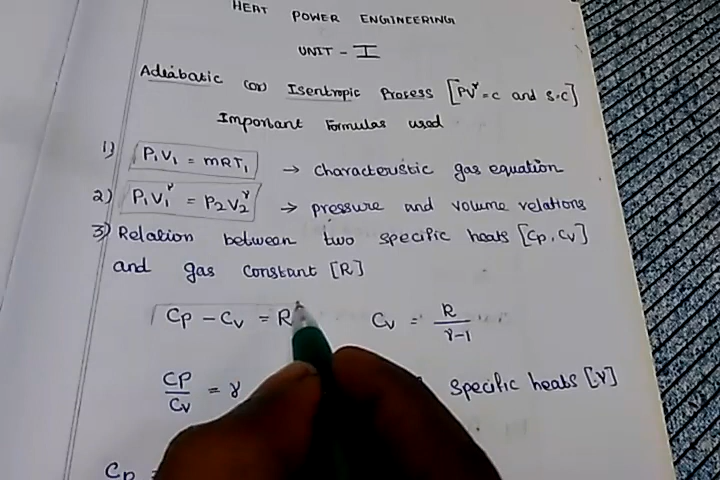 HEAT POWER ENGINEERING
UNIT - I
Adiabatic (or) Isentropic Process [PV^γ = C and S=C]
Important Formulas used
1) P₁V₁ = mRT₁ → characteristic gas equation
2) P₁V₁^γ = P₂V₂^γ → pressure and volume relations
3) Relation between two specific heats [Cp, Cv]
and gas constant [R]
Cp - Cv = R Cv = R/γ-1
Cp/Cv = γ specific heats [γ]
Cp =